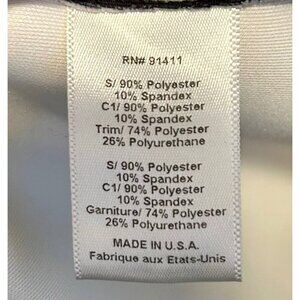 RN# 91411
S/ 90% Polyester
10% Spandex
C1/ 90% Polyester
10% Spandex
Trim/ 74% Polyester
26% Polyurethane
S/ 90% Polyester
10% Spandex
C1/ 90% Polyester
10% Spandex
Garniture/ 74% Polyester
26% Polyurethane
MADE IN U.S.A.
Fabrique aux Etats-Unis